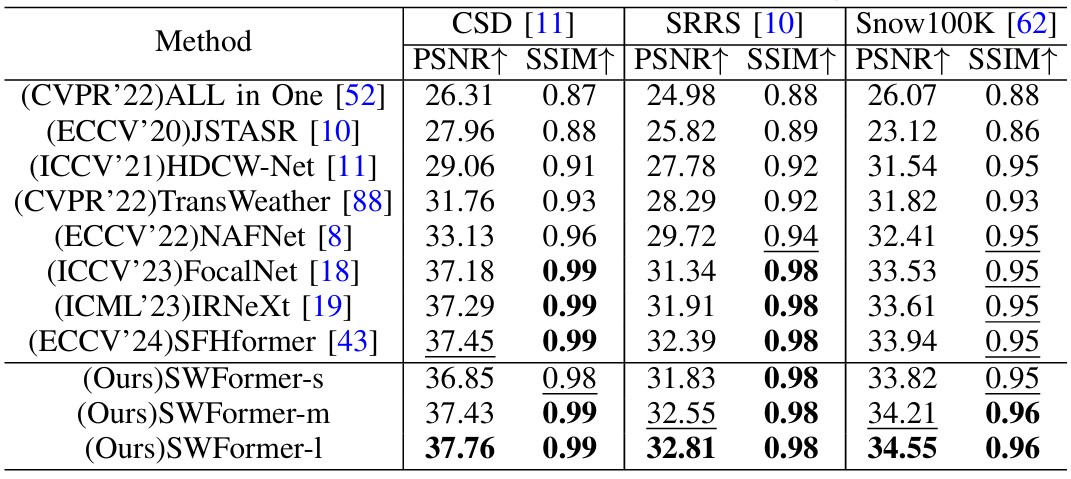 Method CSD [11] SRRS [10] Snow100K [62]
PSNR↑ SSIM↑ PSNR↑ SSIM↑ PSNR↑ SSIM↑
(CVPR'22)ALL in One [52] 26.31 0.87 24.98 0.88 26.07 0.88
(ECCV'20)JSTASR [10] 27.96 0.88 25.82 0.89 23.12 0.86
(ICCV'21)HDCW-Net [11] 29.06 0.91 27.78 0.92 31.54 0.95
(CVPR'22)TransWeather [88] 31.76 0.93 28.29 0.92 31.82 0.93
(ECCV'22)NAFNet [8] 33.13 0.96 29.72 0.94 32.41 0.95
(ICCV'23)FocalNet [18] 37.18 0.99 31.34 0.98 33.53 0.95
(ICML'23)IRNeXt [19] 37.29 0.99 31.91 0.98 33.61 0.95
(ECCV'24)SFHformer [43] 37.45 0.99 32.39 0.98 33.94 0.95
(Ours)SWFormer-s 36.85 0.98 31.83 0.98 33.82 0.95
(Ours)SWFormer-m 37.43 0.99 32.55 0.98 34.21 0.96
(Ours)SWFormer-l 37.76 0.99 32.81 0.98 34.55 0.96